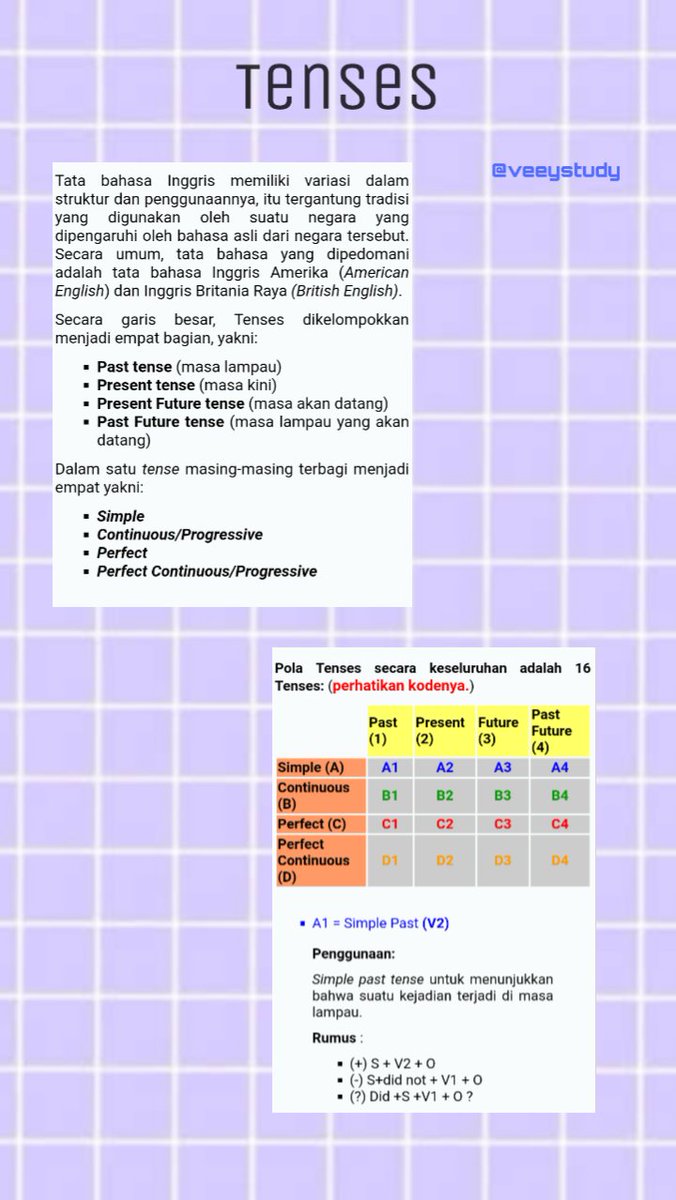 Tenses
@veeystudy
Tata bahasa Inggris memiliki variasi dalam
struktur dan penggunaannya, itu tergantung tradisi
yang digunakan oleh suatu negara yang
dipengaruhi oleh bahasa asli dari negara tersebut.
Secara umum, tata bahasa yang dipedomani
adalah tata bahasa Inggris Amerika (American
English) dan Inggris Britania Raya (British English).
Secara garis besar, Tenses dikelompokkan
menjadi empat bagian, yakni:
▪ Past tense (masa lampau)
▪ Present tense (masa kini)
▪ Present Future tense (masa akan datang)
▪ Past Future tense (masa lampau yang akan
datang)
Dalam satu tense masing-masing terbagi menjadi
empat yakni:
▪ Simple
▪ Continuous/Progressive
▪ Perfect
▪ Perfect Continuous/Progressive
Pola Tenses secara keseluruhan adalah 16
Tenses: (perhatikan kodenya.)
Past (1) Present (2) Future (3) Past Future (4)
Simple (A) A1 A2 A3 A4
Continuous (B) B1 B2 B3 B4
Perfect (C) C1 C2 C3 C4
Perfect Continuous (D) D1 D2 D3 D4
▪ A1 = Simple Past (V2)
Penggunaan:
Simple past tense untuk menunjukkan
bahwa suatu kejadian terjadi di masa
lampau.
Rumus :
▪ (+) S + V2 + O
▪ (-) S+did not + V1 + O
▪ (?) Did +S +V1 + O ?